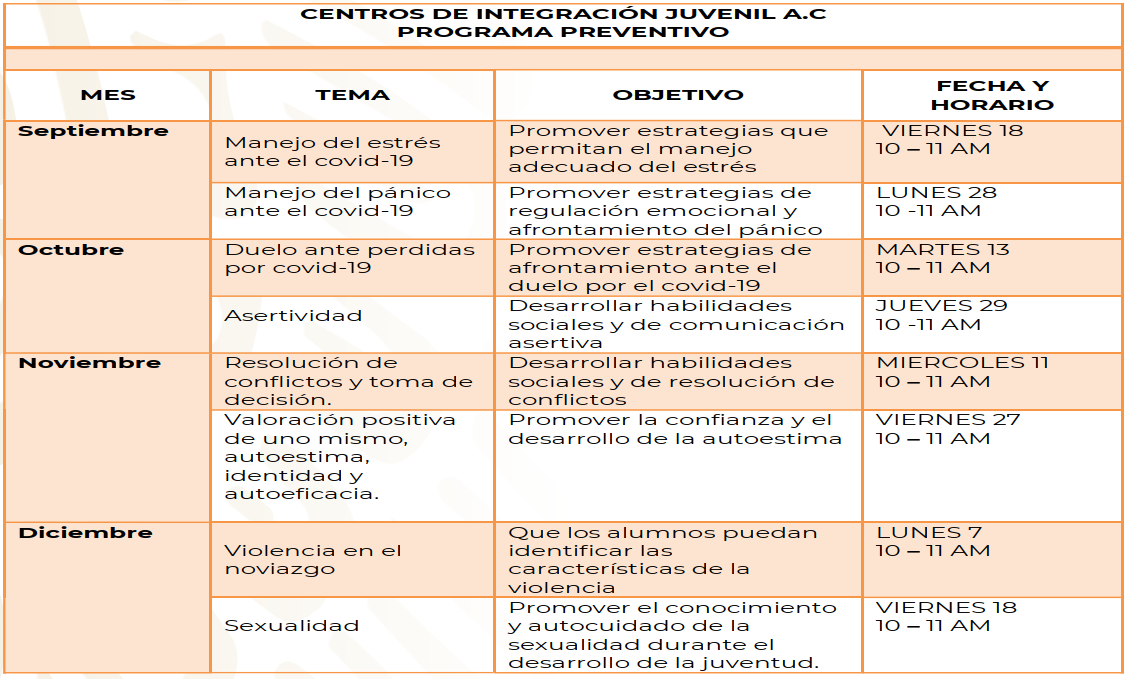 CENTROS DE INTEGRACIÓN JUVENIL A.C
PROGRAMA PREVENTIVO
MES
TEMA
OBJETIVO
FECHA Y
HORARIO
Septiembre
Manejo del estrés
ante el covid-19
Promover estrategias que
permitan el manejo
adecuado del estrés
VIERNES 18
10 – 11 AM
Manejo del pánico
ante el covid-19
Promover estrategias de
regulación emocional y
afrontamiento del pánico
LUNES 28
10 -11 AM
Octubre
Duelo ante perdidas
por covid-19
Promover estrategias de
afrontamiento ante el
duelo por el covid-19
MARTES 13
10 – 11 AM
Asertividad
Desarrollar habilidades
sociales y de comunicación
asertiva
JUEVES 29
10 -11 AM
Noviembre
Resolución de
conflictos y toma de
decisión.
Desarrollar habilidades
sociales y de resolución de
conflictos
MIERCOLES 11
10 – 11 AM
Valoración positiva
de uno mismo,
autoestima,
identidad y
autoeficacia.
Promover la confianza y el
desarrollo de la autoestima
VIERNES 27
10 – 11 AM
Diciembre
Violencia en el
noviazgo
Que los alumnos puedan
identificar las
características de la
violencia
LUNES 7
10 – 11 AM
Sexualidad
Promover el conocimiento
y autocuidado de la
sexualidad durante el
desarrollo de la juventud.
VIERNES 18
10 – 11 AM